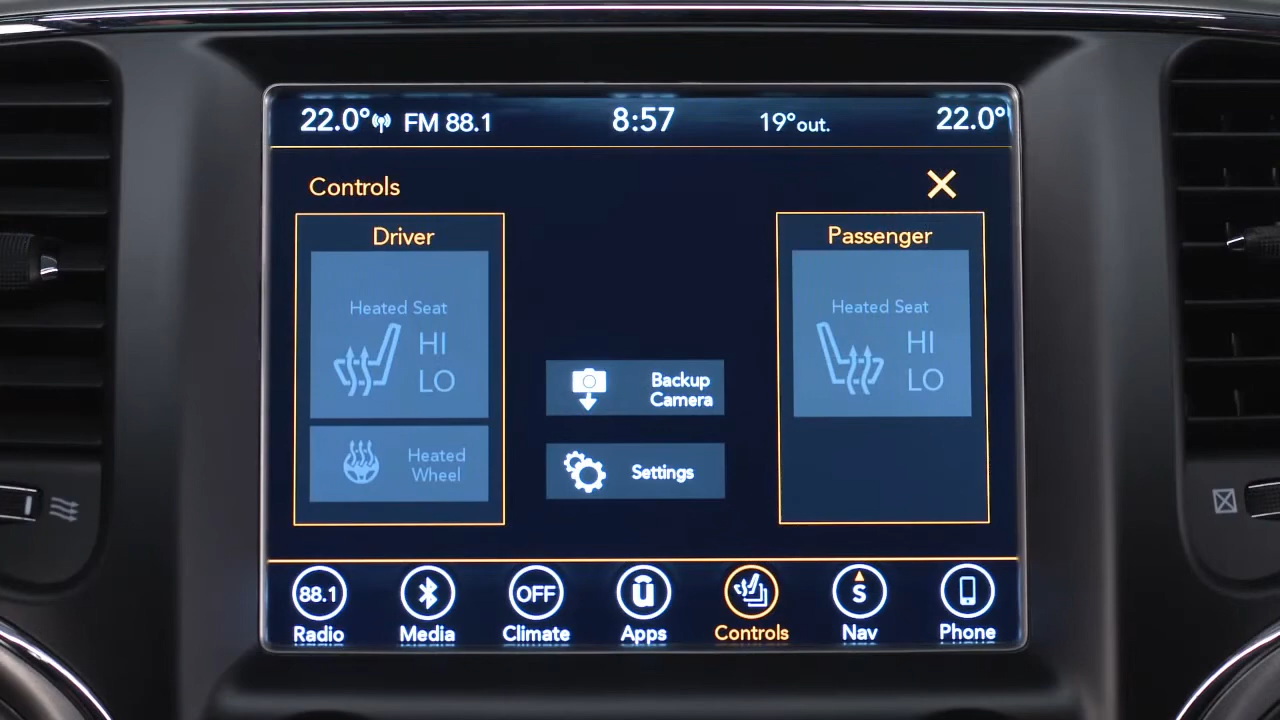 22.0° FM 88.1 8:57 19°out. 22.0°
Controls
Driver
Heated Seat
HI
LO
Heated
Wheel
Backup
Camera
Settings
Passenger
Heated Seat
HI
LO
88.1 OFF S
Radio Media Climate Apps Controls Nav Phone